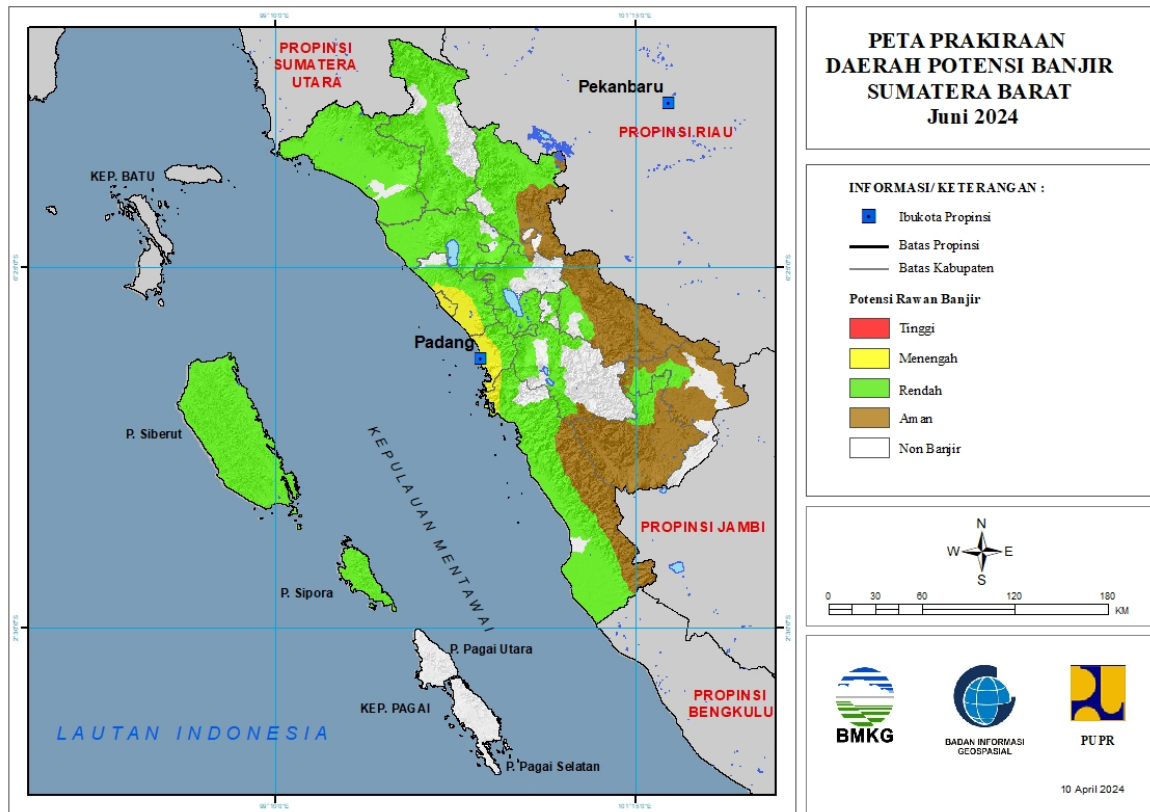 PETA PRAKIRAAN
DAERAH POTENSI BANJIR
SUMATERA BARAT
Juni 2024
INFORMASI/ KETERANGAN :
Ibukota Propinsi
Batas Propinsi
Batas Kabupaten
Potensi Rawan Banjir
Tinggi
Menengah
Rendah
Aman
Non Banjir
N
W E
S
0 30 60 120 180
KM
BMKG
BADAN INFORMASI
GEOSPASIAL
PUPR
10 April 2024
PROPINSI
SUMATERA
UTARA
Pekanbaru
PROPINSI RIAU
KEP. BATU
Padang
P. Siberut
KEPULAUAN MENTAWAI
PROPINSI JAMBI
P. Sipora
P. Pagai Utara
KEP. PAGAI
PROPINSI
BENGKULU
LAUTAN INDONESIA
P. Pagai Selatan